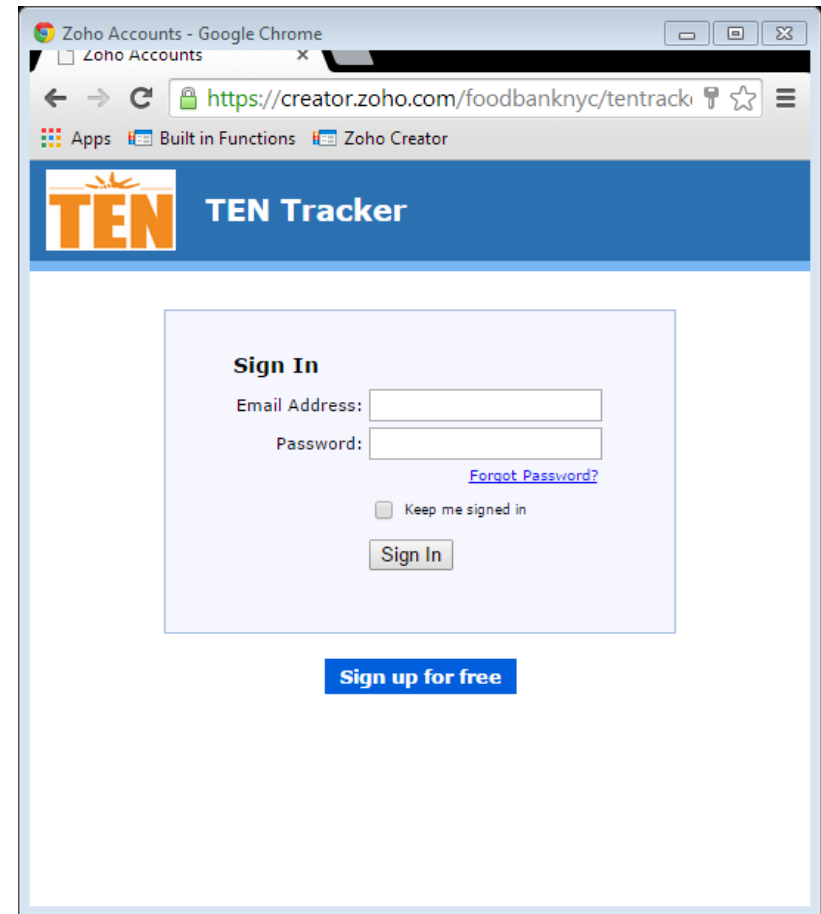 Zoho Accounts - Google Chrome
Zoho Accounts
https://creator.zoho.com/foodbanknyc/tentrack
Apps Built in Functions Zoho Creator
TEN TEN Tracker
Sign In
Email Address:
Password:
Forgot Password?
Keep me signed in
Sign In
Sign up for free